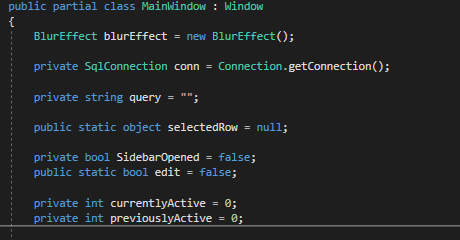 public partial class MainWindow : Window
{
BlurEffect blurEffect = new BlurEffect();
private SqlConnection conn = Connection.getConnection();
private string query = "";
public static object selectedRow = null;
private bool SidebarOpened = false;
public static bool edit = false;
private int currentlyActive = 0;
private int previouslyActive = 0;